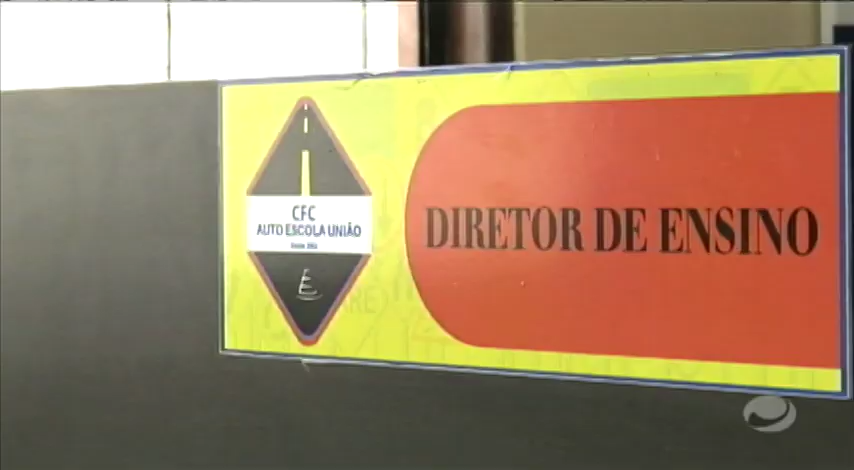 CFC
AUTO ESCOLA UNIÃO
DIRETOR DE ENSINO